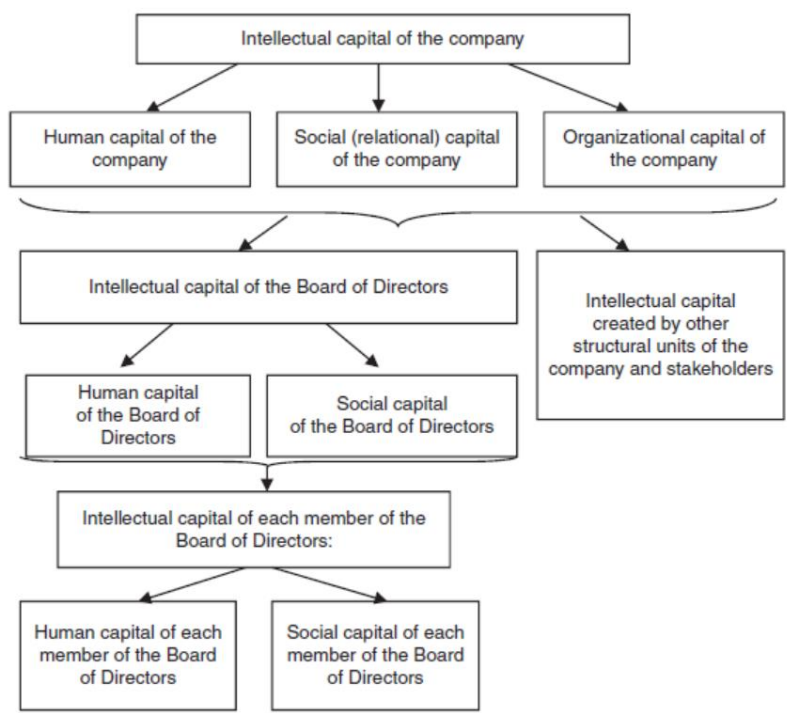 Intellectual capital of the company
Human capital of the
company
Social (relational) capital
of the company
Organizational capital of
the company
Intellectual capital of the Board of Directors
Intellectual capital
created by other
structural units of the
company and stakeholders
Human capital
of the Board of
Directors
Social capital
of the Board of Directors
Intellectual capital of each member of the
Board of Directors:
Human capital of each
member of the Board
of Directors
Social capital of each
member of the Board
of Directors